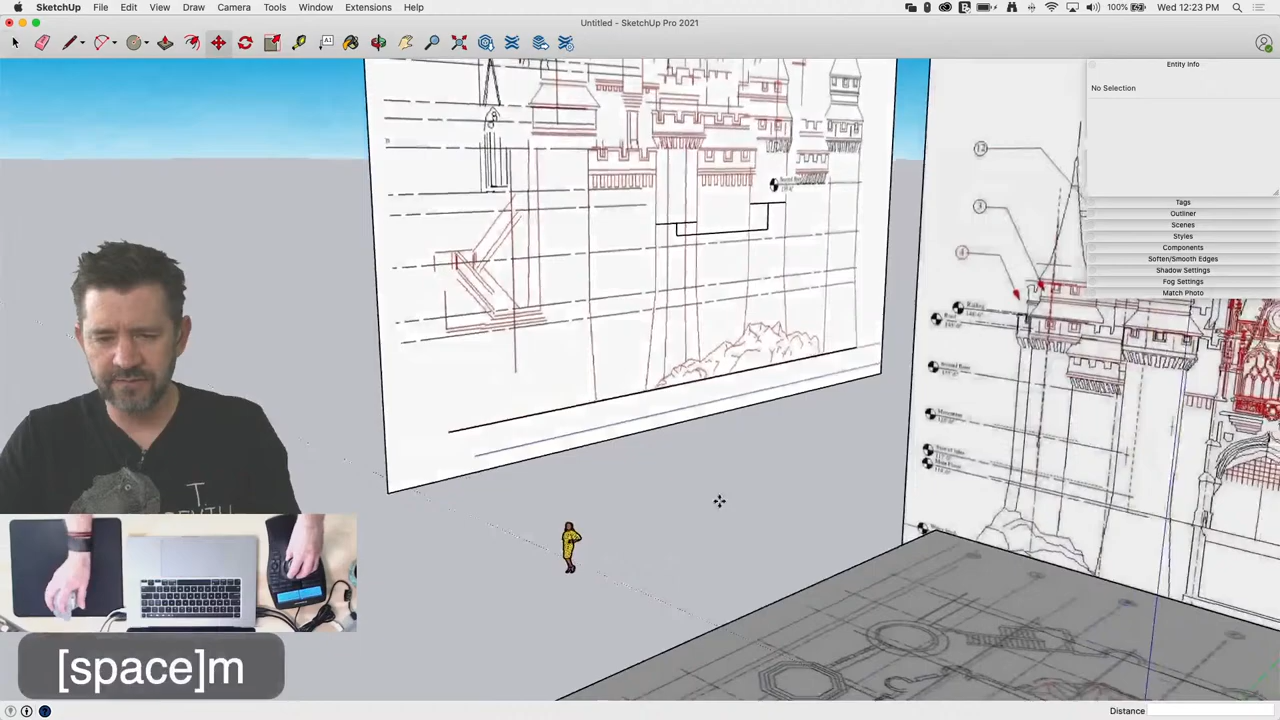 SketchUp File Edit View Draw Camera Tools Window Extensions Help 100% Wed 12:23 PM
Untitled - SketchUp Pro 2021
Entity Info
No Selection
Tags
Outliner
Scenes
Styles
Components
Soften/Smooth Edges
Shadow Settings
Fog Settings
Match Photo
12
3
4
[space]m
Distance